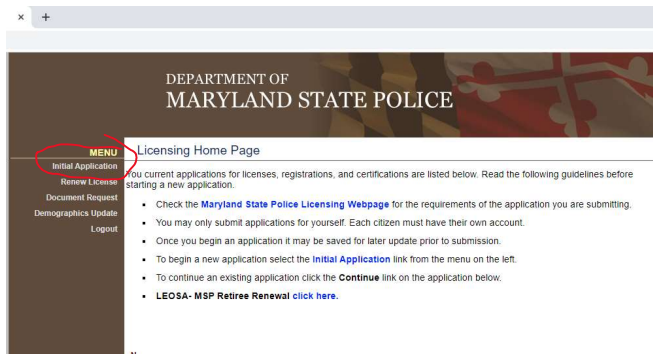 × +
DEPARTMENT OF
MARYLAND STATE POLICE
MENU
Initial Application
Renew License
Document Request
Demographics Update
Logout
Licensing Home Page
You current applications for licenses, registrations, and certifications are listed below. Read the following guidelines before
starting a new application.
▪ Check the Maryland State Police Licensing Webpage for the requirements of the application you are submitting.
▪ You may only submit applications for yourself. Each citizen must have their own account.
▪ Once you begin an application it may be saved for later update prior to submission.
▪ To begin a new application select the Initial Application link from the menu on the left.
▪ To continue an existing application click the Continue link on the application below.
▪ LEOSA- MSP Retiree Renewal click here.